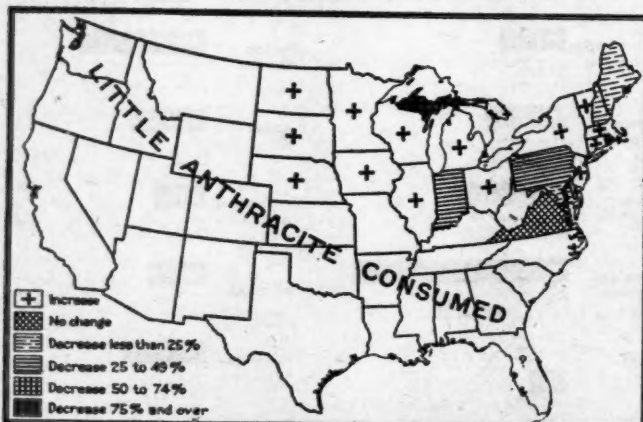 LITTLE ANTHRACITE CONSUMED
Increase
No change
Decrease less than 25%
Decrease 25 to 49%
Decrease 50 to 74%
Decrease 75% and over